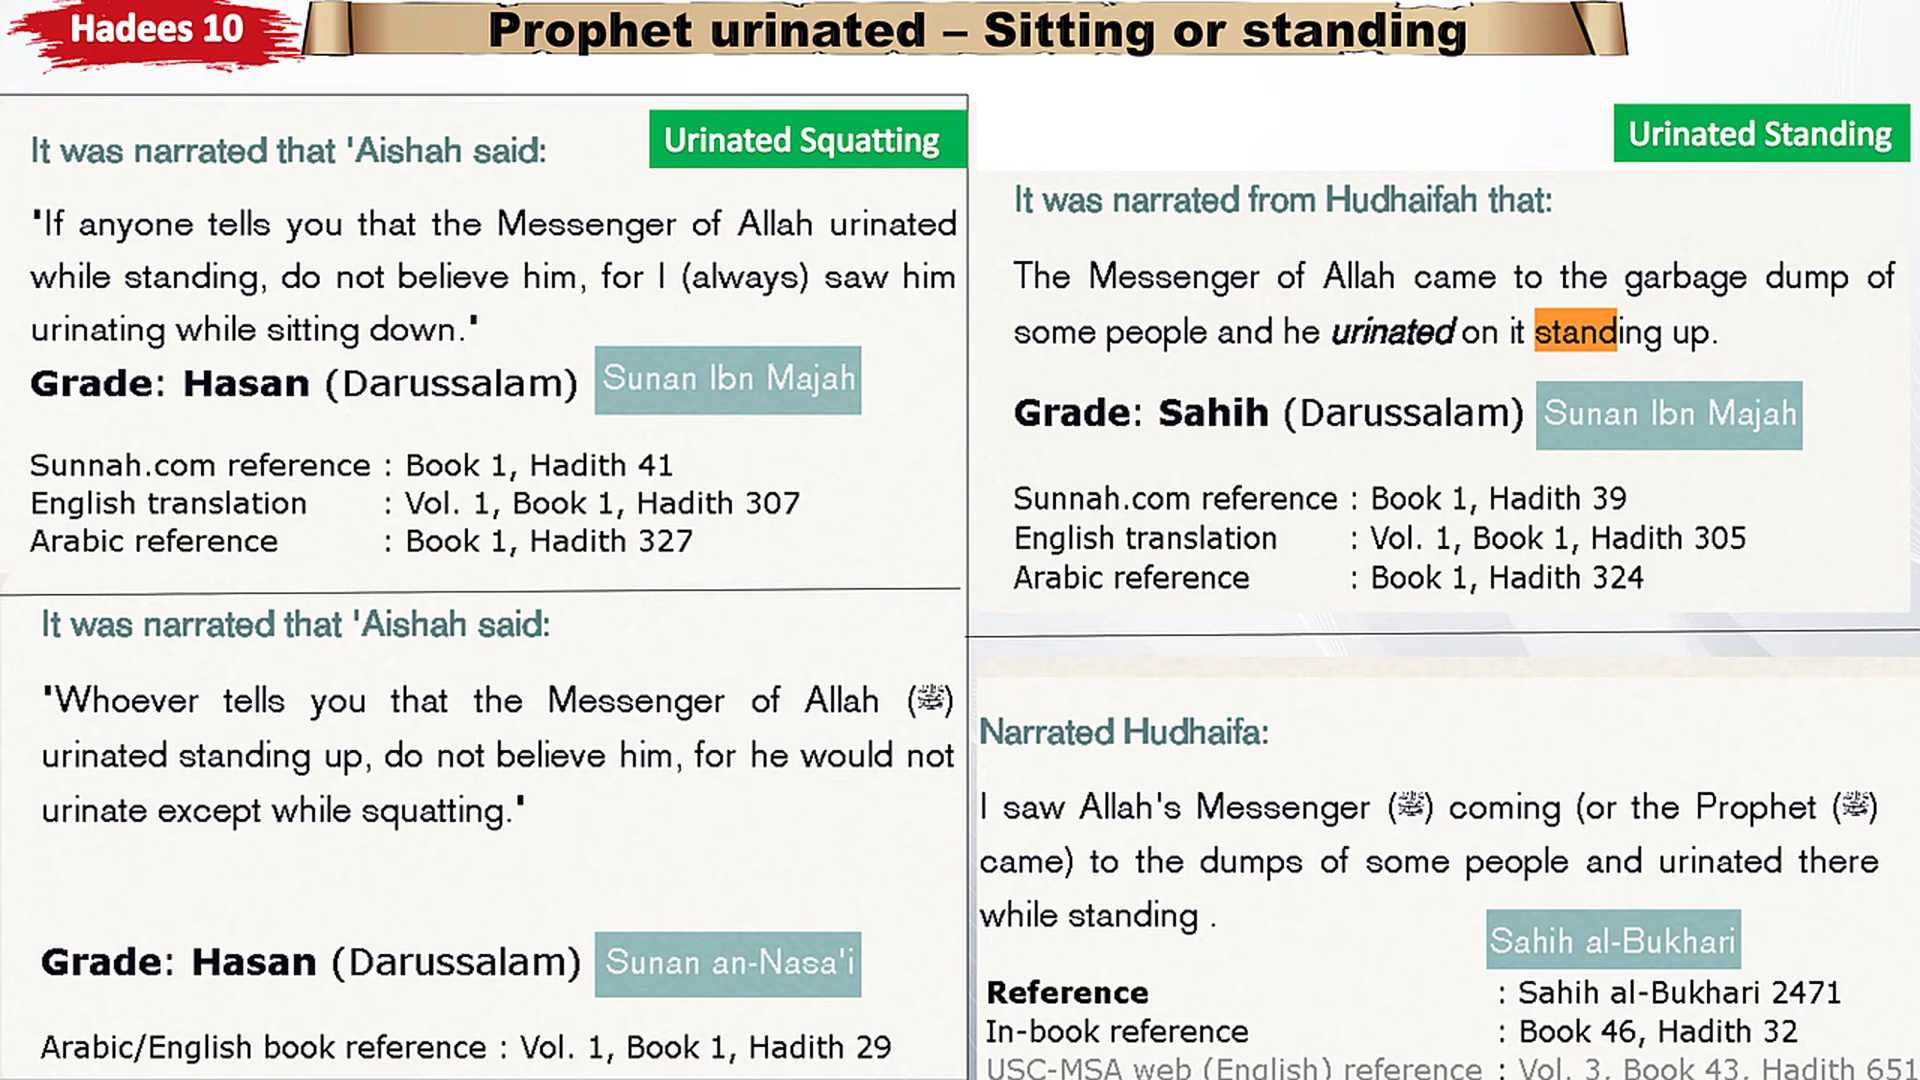 Hadees 10
Prophet urinated – Sitting or standing
Urinated Squatting
It was narrated that 'Aishah said:
"If anyone tells you that the Messenger of Allah urinated
while standing, do not believe him, for I (always) saw him
urinating while sitting down."
Grade: Hasan (Darussalam) Sunan Ibn Majah
Sunnah.com reference : Book 1, Hadith 41
English translation : Vol. 1, Book 1, Hadith 307
Arabic reference : Book 1, Hadith 327
It was narrated that 'Aishah said:
"Whoever tells you that the Messenger of Allah (ﷺ)
urinated standing up, do not believe him, for he would not
urinate except while squatting."
Grade: Hasan (Darussalam) Sunan an-Nasa'i
Arabic/English book reference : Vol. 1, Book 1, Hadith 29
Urinated Standing
It was narrated from Hudhaifah that:
The Messenger of Allah came to the garbage dump of
some people and he urinated on it standing up.
Grade: Sahih (Darussalam) Sunan Ibn Majah
Sunnah.com reference : Book 1, Hadith 39
English translation : Vol. 1, Book 1, Hadith 305
Arabic reference : Book 1, Hadith 324
Narrated Hudhaifa:
I saw Allah's Messenger (ﷺ) coming (or the Prophet (ﷺ)
came) to the dumps of some people and urinated there
while standing .
Sahih al-Bukhari
Reference : Sahih al-Bukhari 2471
In-book reference : Book 46, Hadith 32
USC-MSA web (English) reference : Vol. 3, Book 43, Hadith 651